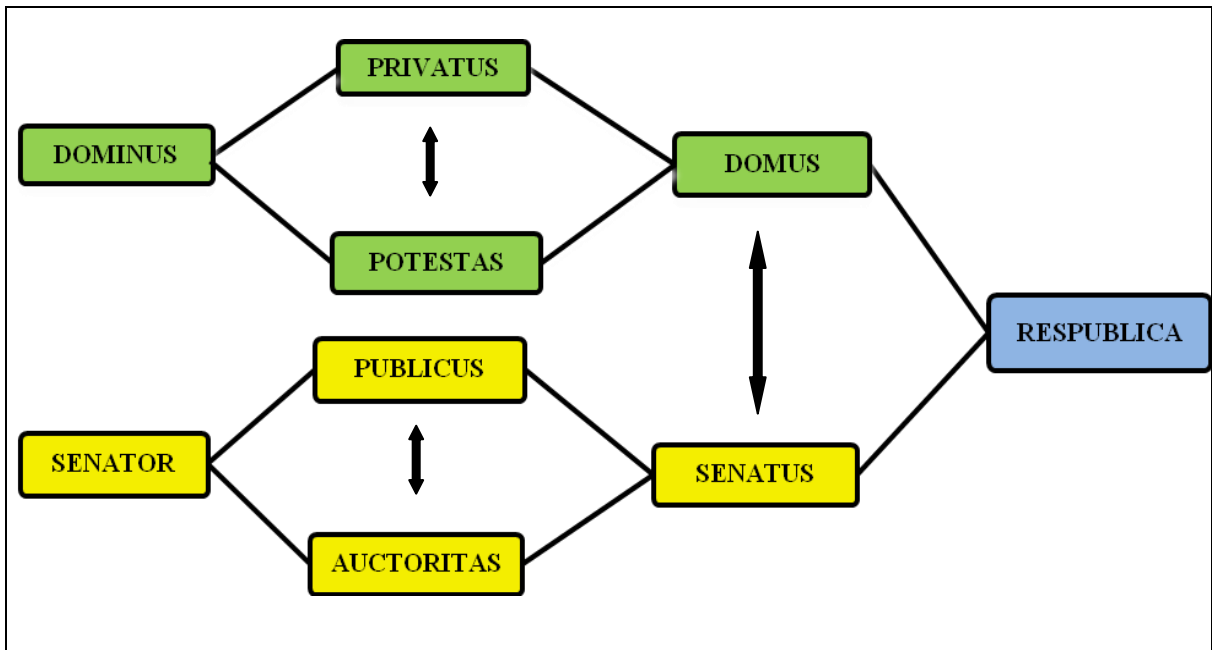 PRIVATUS
DOMINUS
DOMUS
POTESTAS
RESPUBLICA
PUBLICUS
SENATOR
SENATUS
AUCTORITAS